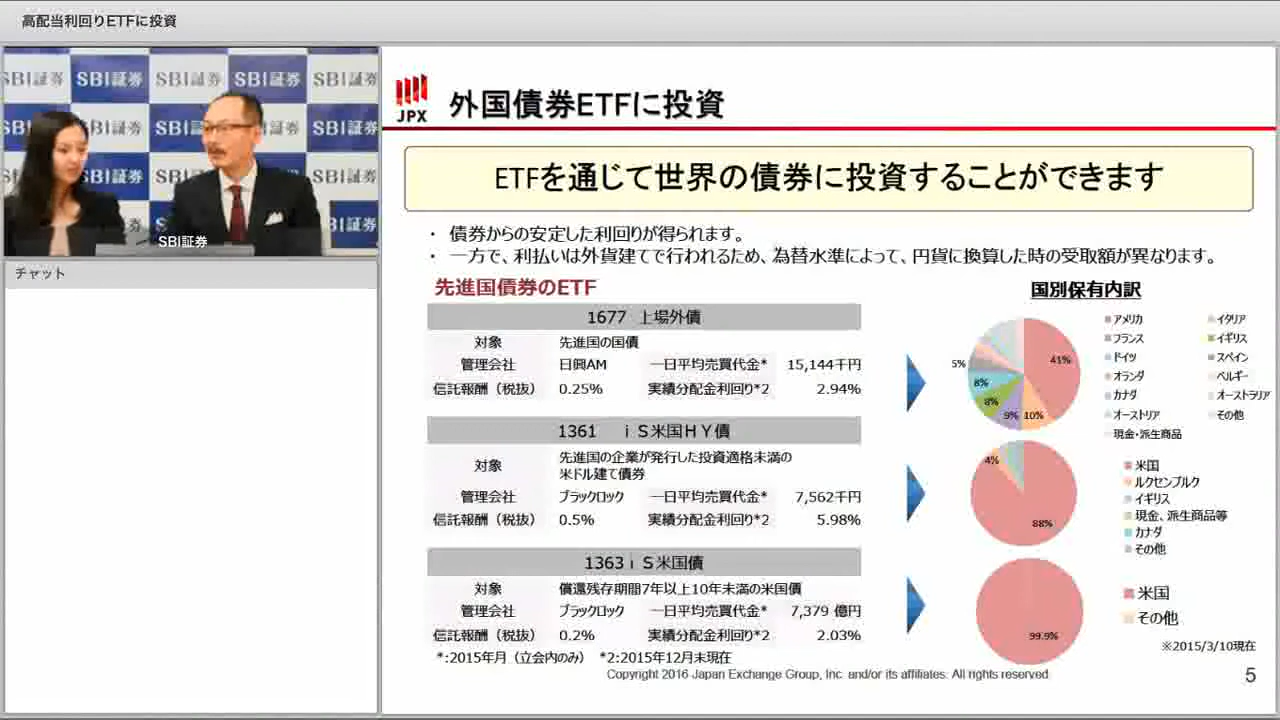 高配当利回りETFに投資
SBI証券 SBI証券 SBI証券 SBI証券 SBI証券
SBI証券
チャット
JPX
外国債券ETFに投資
ETFを通じて世界の債券に投資することができます
・ 債券からの安定した利回りが得られます。
・ 一方で、利払いは外貨建てで行われるため、為替水準によって、円貨に換算した時の受取額が異なります。
先進国債券のETF
1677 上場外債
対象 先進国の国債
管理会社 日興AM 一日平均売買代金* 15,144千円
信託報酬（税抜） 0.25% 実績分配金利回り*2 2.94%
1361 ｉＳ米国ＨＹ債
対象 先進国の企業が発行した投資適格未満の
米ドル建て債券
管理会社 ブラックロック 一日平均売買代金* 7,562千円
信託報酬（税抜） 0.5% 実績分配金利回り*2 5.98%
1363ｉＳ米国債
対象 償還残存期間7年以上10年未満の米国債
管理会社 ブラックロック 一日平均売買代金* 7,379 億円
信託報酬（税抜） 0.2% 実績分配金利回り*2 2.03%
*:2015年月（立会内のみ） *2:2015年12月末現在
国別保有内訳
41%
10%
9%
8%
8%
5%
アメリカ イタリア
フランス イギリス
ドイツ スペイン
オランダ ベルギー
カナダ オーストラリア
オーストリア その他
現金・派生商品
4%
88%
米国
ルクセンブルク
イギリス
現金、派生商品等
カナダ
その他
99.9%
米国
その他
※2015/3/10現在
Copyright 2016 Japan Exchange Group, Inc. and/or its affiliates. All rights reserved.
5